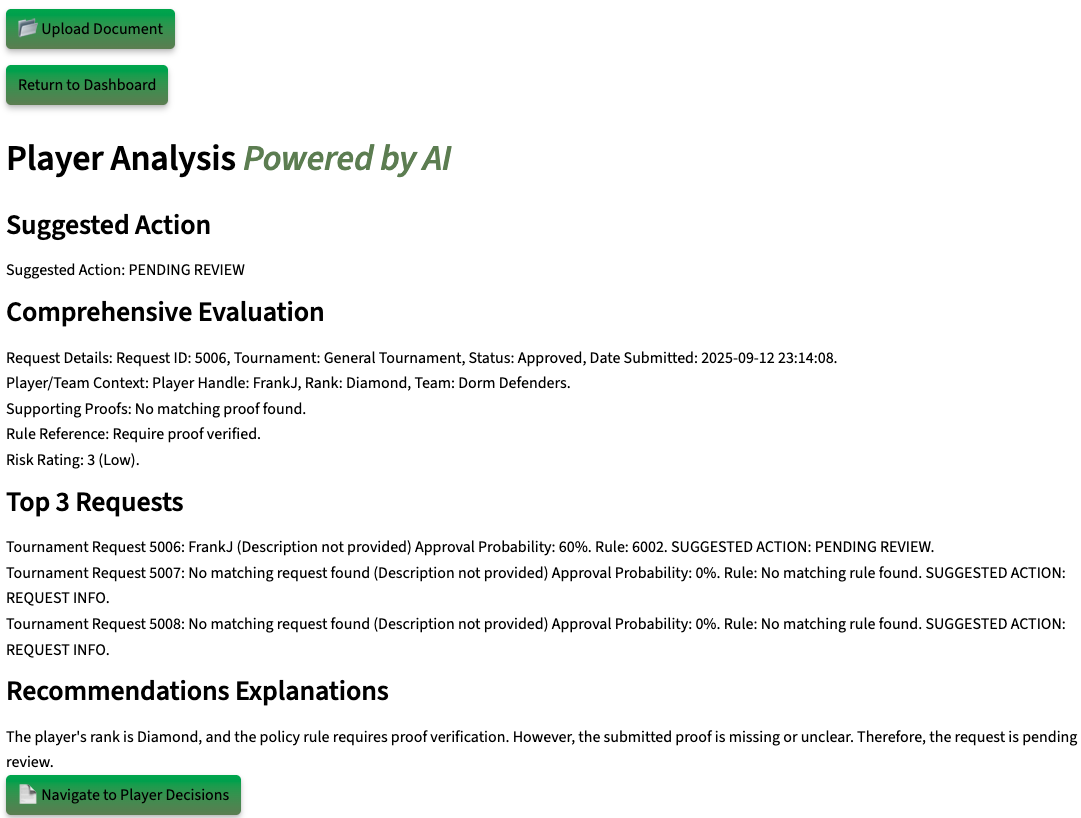 Upload Document
Return to Dashboard
Player Analysis Powered by AI
Suggested Action
Suggested Action: PENDING REVIEW
Comprehensive Evaluation
Request Details: Request ID: 5006, Tournament: General Tournament, Status: Approved, Date Submitted: 2025-09-12 23:14:08.
Player/Team Context: Player Handle: FrankJ, Rank: Diamond, Team: Dorm Defenders.
Supporting Proofs: No matching proof found.
Rule Reference: Require proof verified.
Risk Rating: 3 (Low).
Top 3 Requests
Tournament Request 5006: FrankJ (Description not provided) Approval Probability: 60%. Rule: 6002. SUGGESTED ACTION: PENDING REVIEW.
Tournament Request 5007: No matching request found (Description not provided) Approval Probability: 0%. Rule: No matching rule found. SUGGESTED ACTION:
REQUEST INFO.
Tournament Request 5008: No matching request found (Description not provided) Approval Probability: 0%. Rule: No matching rule found. SUGGESTED ACTION:
REQUEST INFO.
Recommendations Explanations
The player's rank is Diamond, and the policy rule requires proof verification. However, the submitted proof is missing or unclear. Therefore, the request is pending
review.
Navigate to Player Decisions